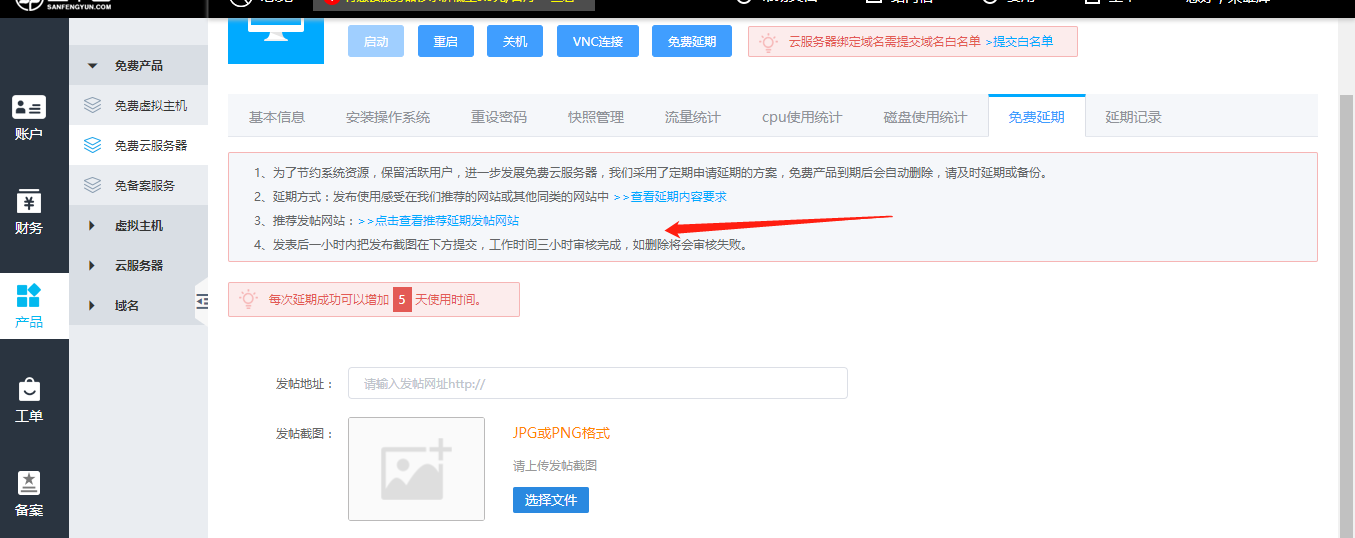 SANFENGYUN.COM
启动
重启
关机
VNC连接
免费延期
云服务器绑定域名需提交域名白名单 >提交白名单
账户
财务
产品
工单
备案
免费产品
免费虚拟主机
免费云服务器
免备案服务
虚拟主机
云服务器
域名
基本信息
安装操作系统
重设密码
快照管理
流量统计
cpu使用统计
磁盘使用统计
免费延期
延期记录
1、为了节约系统资源，保留活跃用户，进一步发展免费云服务器，我们采用了定期申请延期的方案，免费产品到期后会自动删除，请及时延期或备份。
2、延期方式：发布使用感受在我们推荐的网站或其他同类的网站中 >>查看延期内容要求
3、推荐发帖网站：>>点击查看推荐延期发帖网站
4、发表后一小时内把发布截图在下方提交，工作时间三小时审核完成，如删除将会审核失败。
每次延期成功可以增加 5 天使用时间。
发帖地址：
请输入发帖网址http://
发帖截图：
JPG或PNG格式
请上传发帖截图
选择文件